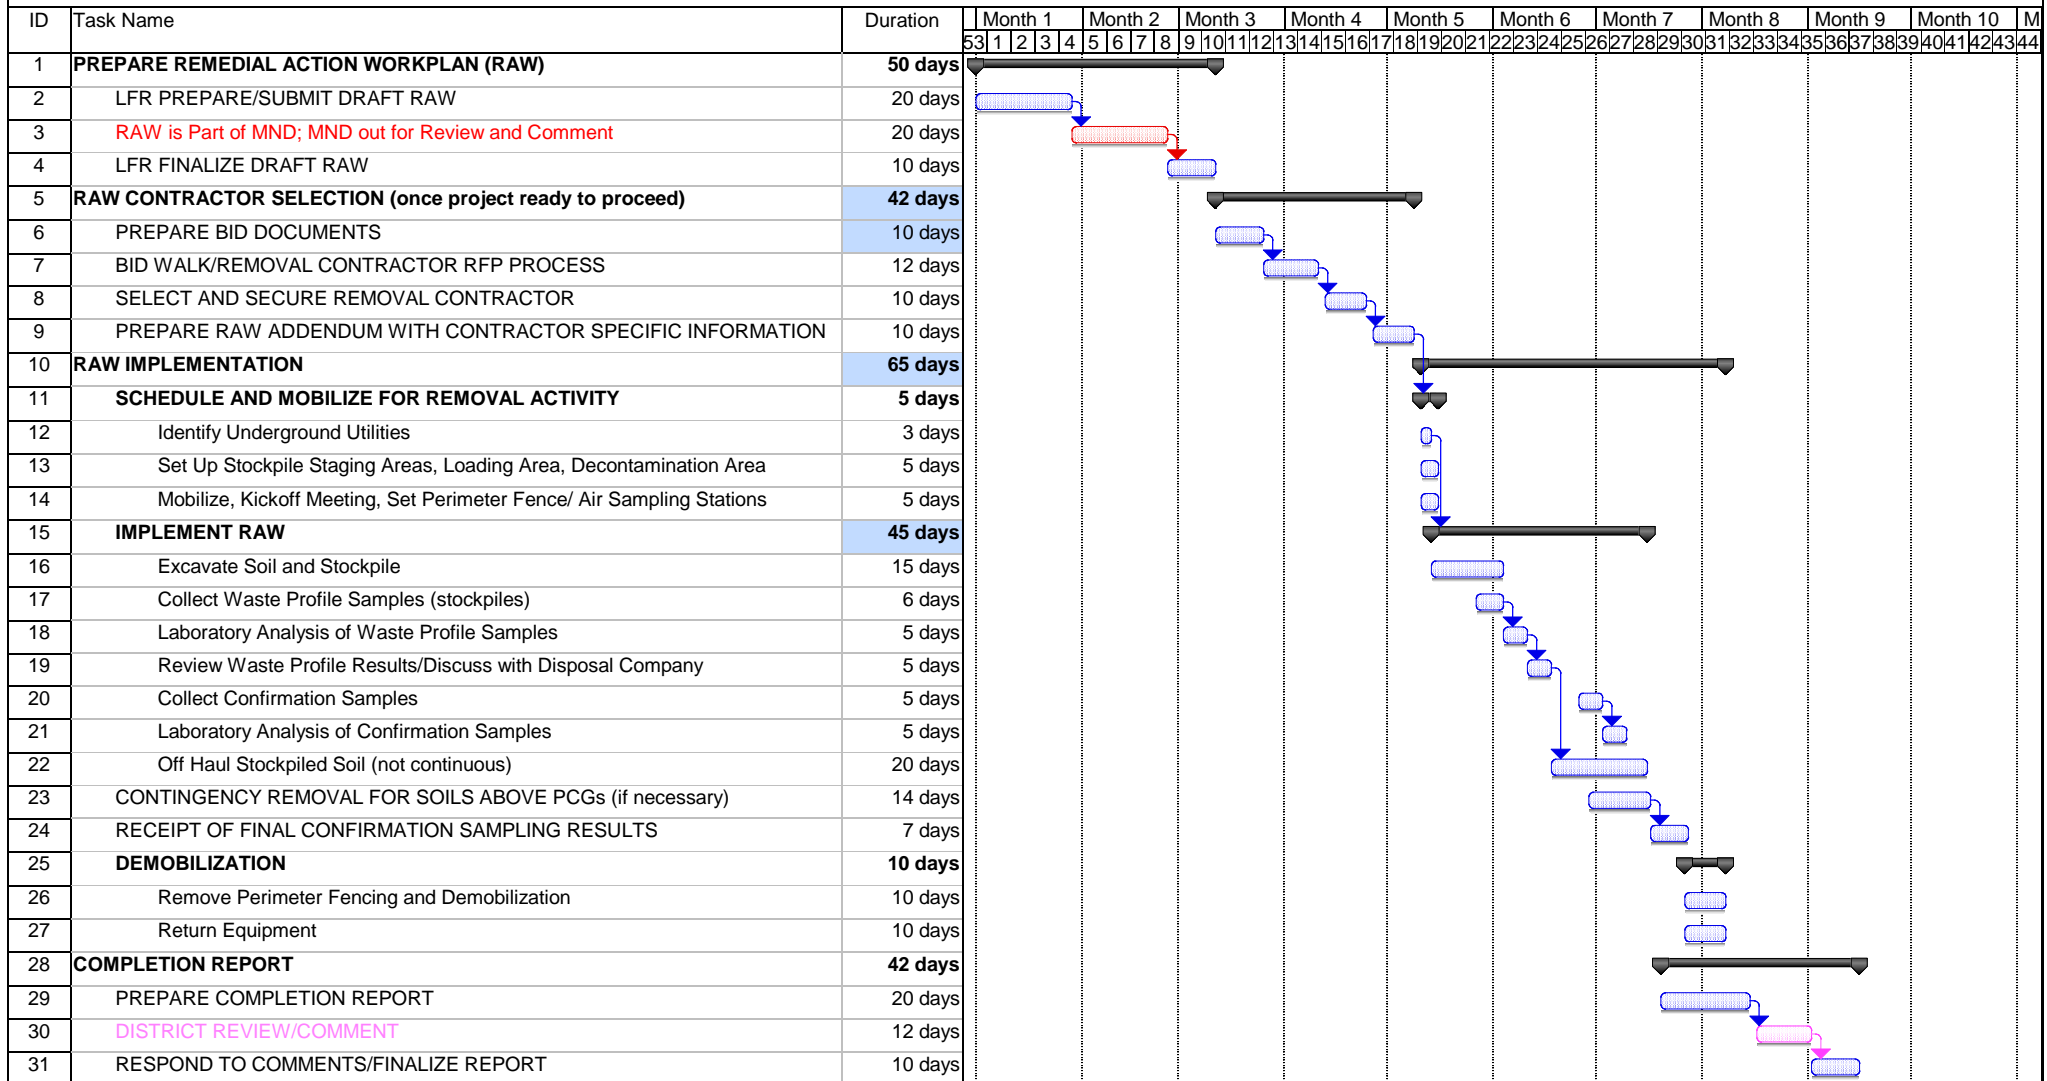 ID Task Name Duration Month 1 Month 2 Month 3 Month 4 Month 5 Month 6 Month 7 Month 8 Month 9 Month 10 M
53 1 2 3 4 5 6 7 8 9 10 11 12 13 14 15 16 17 18 19 20 21 22 23 24 25 26 27 28 29 30 31 32 33 34 35 36 37 38 39 40 41 42 43 44
1 PREPARE REMEDIAL ACTION WORKPLAN (RAW) 50 days
2 LFR PREPARE/SUBMIT DRAFT RAW 20 days
3 RAW is Part of MND; MND out for Review and Comment 20 days
4 LFR FINALIZE DRAFT RAW 10 days
5 RAW CONTRACTOR SELECTION (once project ready to proceed) 42 days
6 PREPARE BID DOCUMENTS 10 days
7 BID WALK/REMOVAL CONTRACTOR RFP PROCESS 12 days
8 SELECT AND SECURE REMOVAL CONTRACTOR 10 days
9 PREPARE RAW ADDENDUM WITH CONTRACTOR SPECIFIC INFORMATION 10 days
10 RAW IMPLEMENTATION 65 days
11 SCHEDULE AND MOBILIZE FOR REMOVAL ACTIVITY 5 days
12 Identify Underground Utilities 3 days
13 Set Up Stockpile Staging Areas, Loading Area, Decontamination Area 5 days
14 Mobilize, Kickoff Meeting, Set Perimeter Fence/ Air Sampling Stations 5 days
15 IMPLEMENT RAW 45 days
16 Excavate Soil and Stockpile 15 days
17 Collect Waste Profile Samples (stockpiles) 6 days
18 Laboratory Analysis of Waste Profile Samples 5 days
19 Review Waste Profile Results/Discuss with Disposal Company 5 days
20 Collect Confirmation Samples 5 days
21 Laboratory Analysis of Confirmation Samples 5 days
22 Off Haul Stockpiled Soil (not continuous) 20 days
23 CONTINGENCY REMOVAL FOR SOILS ABOVE PCGs (if necessary) 14 days
24 RECEIPT OF FINAL CONFIRMATION SAMPLING RESULTS 7 days
25 DEMOBILIZATION 10 days
26 Remove Perimeter Fencing and Demobilization 10 days
27 Return Equipment 10 days
28 COMPLETION REPORT 42 days
29 PREPARE COMPLETION REPORT 20 days
30 DISTRICT REVIEW/COMMENT 12 days
31 RESPOND TO COMMENTS/FINALIZE REPORT 10 days